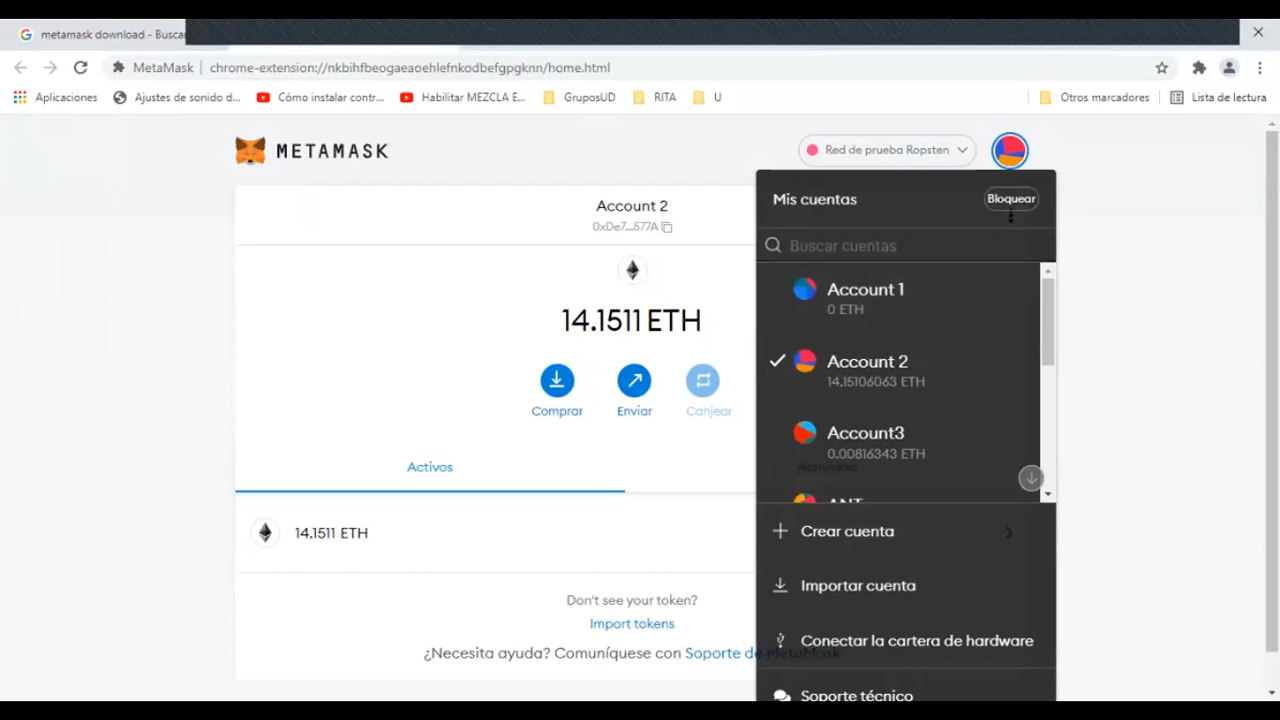 metamask download - Busca
MetaMask | chrome-extension://nkbihfbeogaeaoehlefnkodbefgpgknn/home.html
Aplicaciones Ajustes de sonido d... Cómo instalar contr... Habilitar MEZCLA E... GruposUD RITA U Otros marcadores Lista de lectura
METAMASK
Red de prueba Ropsten
Account 2
0xDe7...577A
14.1511 ETH
Comprar Enviar Canjear
Activos
Actividad
14.1511 ETH
Don't see your token?
Import tokens
¿Necesita ayuda? Comuníquese con Soporte de MetaMask
Mis cuentas
Bloquear
Buscar cuentas
Account 1
0 ETH
Account 2
14.15106063 ETH
Account3
0.00816343 ETH
ANT
Crear cuenta
Importar cuenta
Conectar la cartera de hardware
Soporte técnico